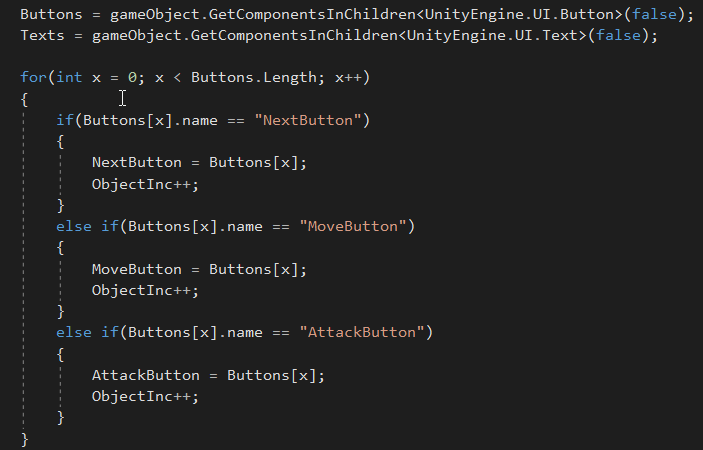 Buttons = gameObject.GetComponentsInChildren<UnityEngine.UI.Button>(false);
Texts = gameObject.GetComponentsInChildren<UnityEngine.UI.Text>(false);
for(int x = 0; x < Buttons.Length; x++)
{
    if(Buttons[x].name == "NextButton")
    {
        NextButton = Buttons[x];
        ObjectInc++;
    }
    else if(Buttons[x].name == "MoveButton")
    {
        MoveButton = Buttons[x];
        ObjectInc++;
    }
    else if(Buttons[x].name == "AttackButton")
    {
        AttackButton = Buttons[x];
        ObjectInc++;
    }
}